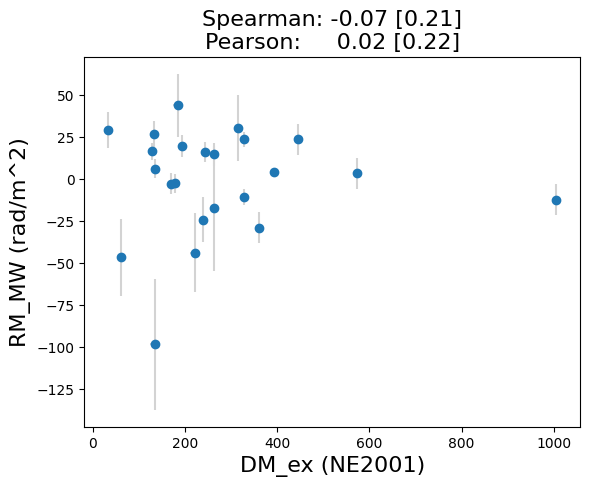 Spearman: -0.07 [0.21]
Pearson: 0.02 [0.22]
50
25
0
−25
−50
−75
−100
−125
RM_MW (rad/m^2)
0 200 400 600 800 1000
DM_ex (NE2001)